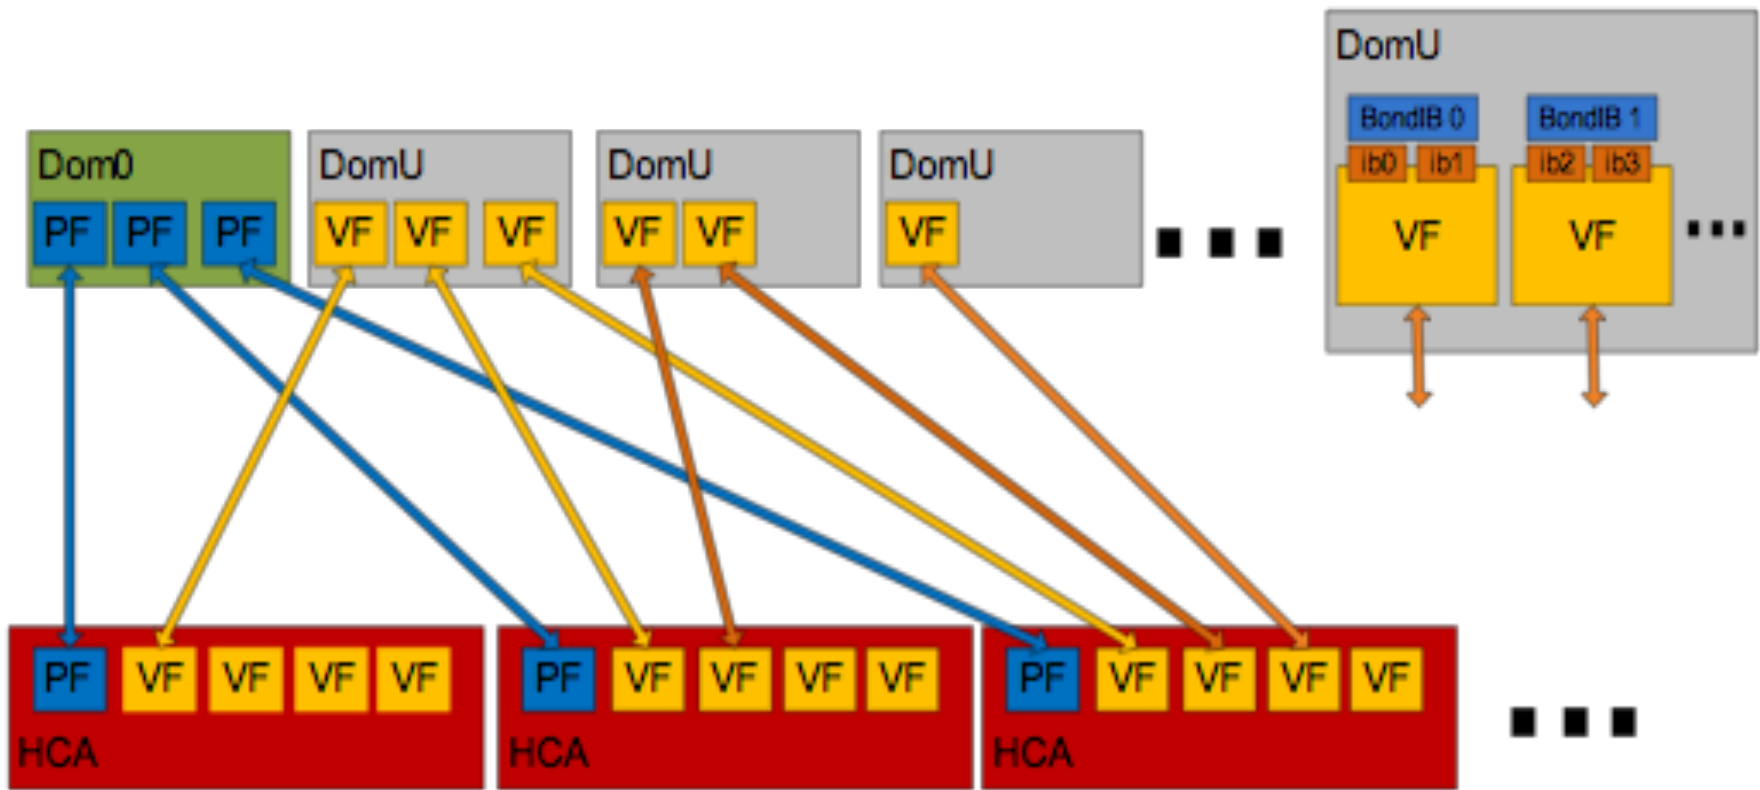 DomU
BondIB 0 BondIB 1
ib0 ib1 ib2 ib3
VF VF ...
Dom0 DomU DomU DomU
PF PF PF VF VF VF VF VF VF ...
PF VF VF VF VF PF VF VF VF VF PF VF VF VF VF
HCA HCA HCA ...